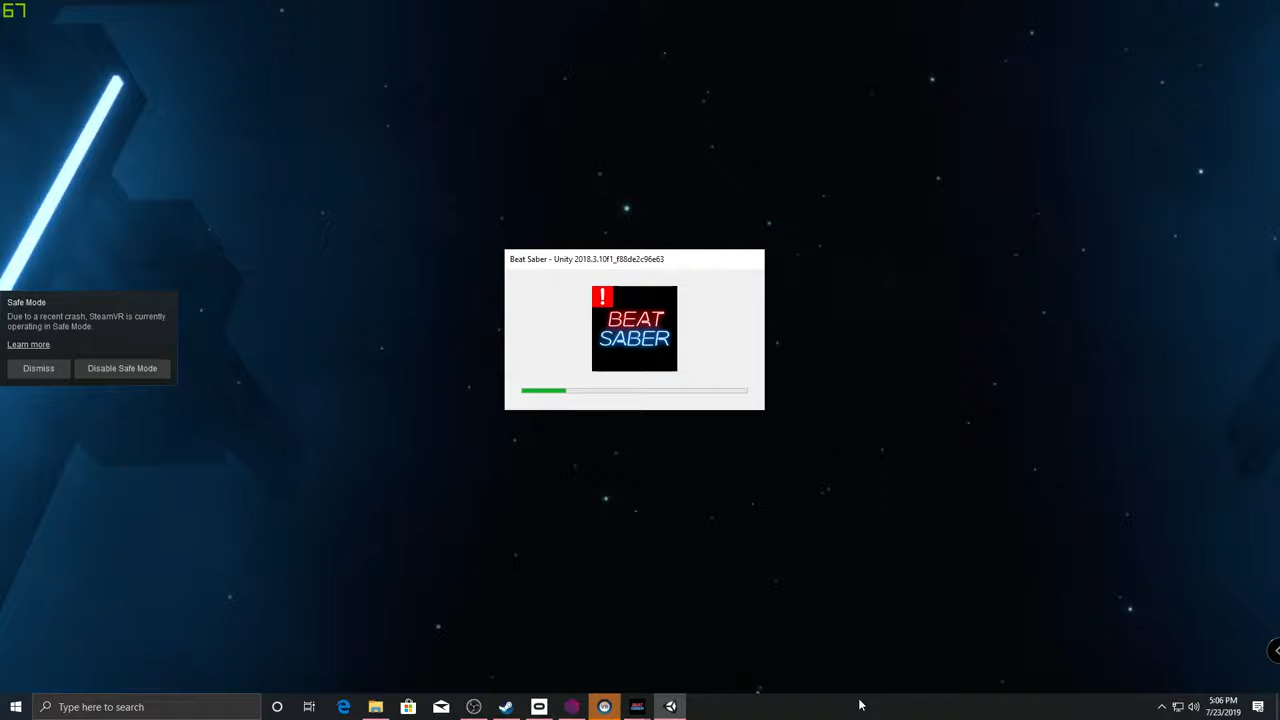 67
Beat Saber - Unity 2018.3.10f1_f88de2c96e63
!
BEAT
SABER
Safe Mode
Due to a recent crash, SteamVR is currently
operating in Safe Mode.
Learn more
Dismiss
Disable Safe Mode
Type here to search
5:06 PM
7/23/2019